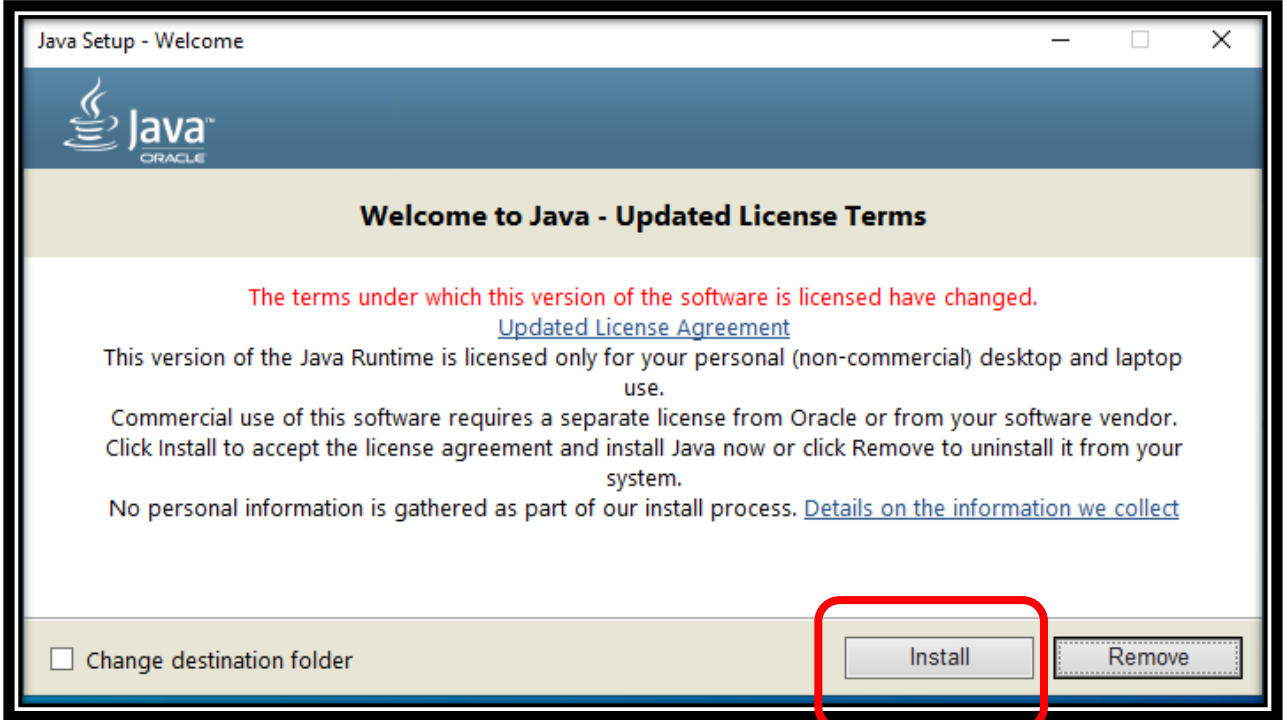 Java Setup - Welcome
Java™
ORACLE
Welcome to Java - Updated License Terms
The terms under which this version of the software is licensed have changed.
Updated License Agreement
This version of the Java Runtime is licensed only for your personal (non-commercial) desktop and laptop
use.
Commercial use of this software requires a separate license from Oracle or from your software vendor.
Click Install to accept the license agreement and install Java now or click Remove to uninstall it from your
system.
No personal information is gathered as part of our install process. Details on the information we collect
Change destination folder
Install
Remove